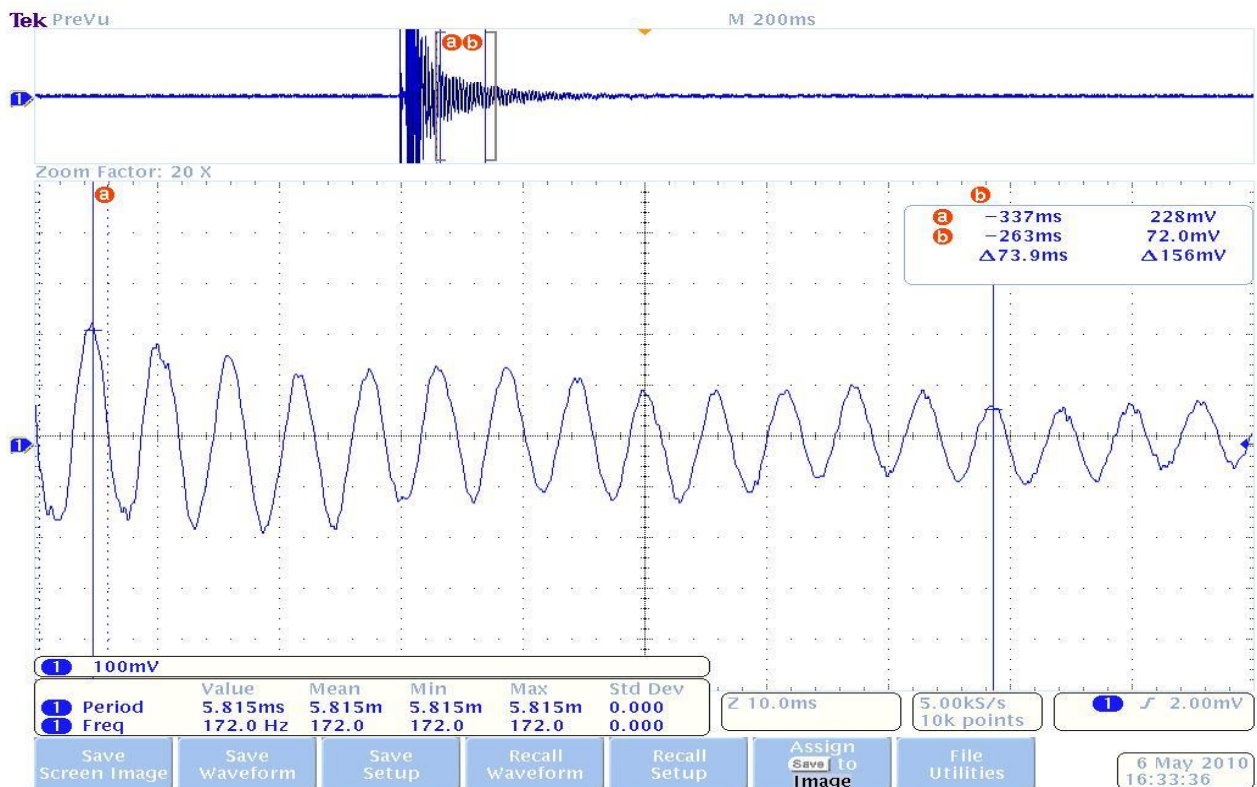 Tek PreVu M 200ms
a b
1
Zoom Factor: 20 X
a b
a −337ms 228mV
b −263ms 72.0mV
Δ73.9ms Δ156mV
1
1 100mV
Value Mean Min Max Std Dev
1 Period 5.815ms 5.815m 5.815m 5.815m 0.000
1 Freq 172.0 Hz 172.0 172.0 172.0 0.000
Z 10.0ms
5.00kS/s
10k points
1 2.00mV
Save
Screen Image
Save
Waveform
Save
Setup
Recall
Waveform
Recall
Setup
Assign
Save to
Image
File
Utilities
6 May 2010
16:33:36